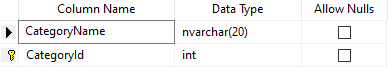 Column Name Data Type Allow Nulls
CategoryName nvarchar(20)
CategoryId int